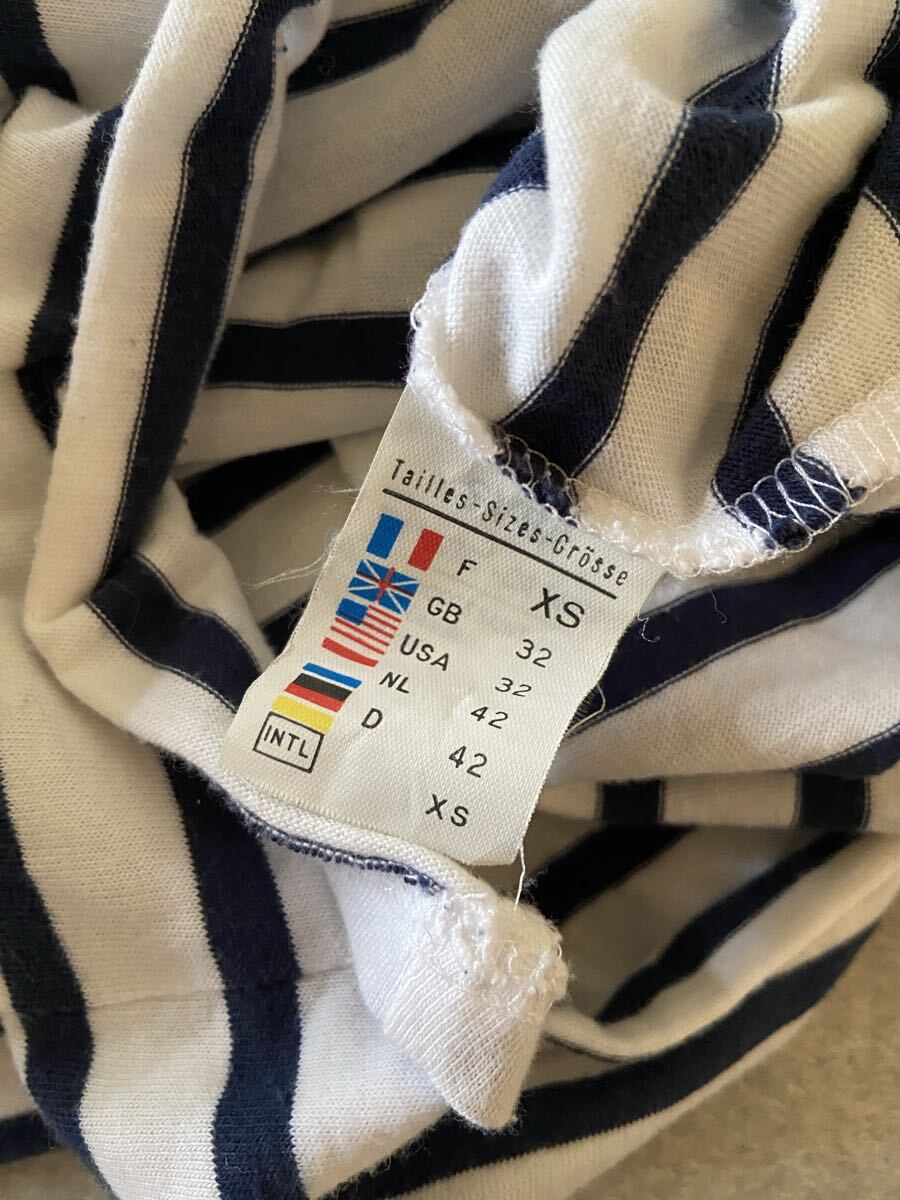 Tailles-Sizes-Grösse
F XS
GB 32
USA 32
NL 42
D 42
INTL XS